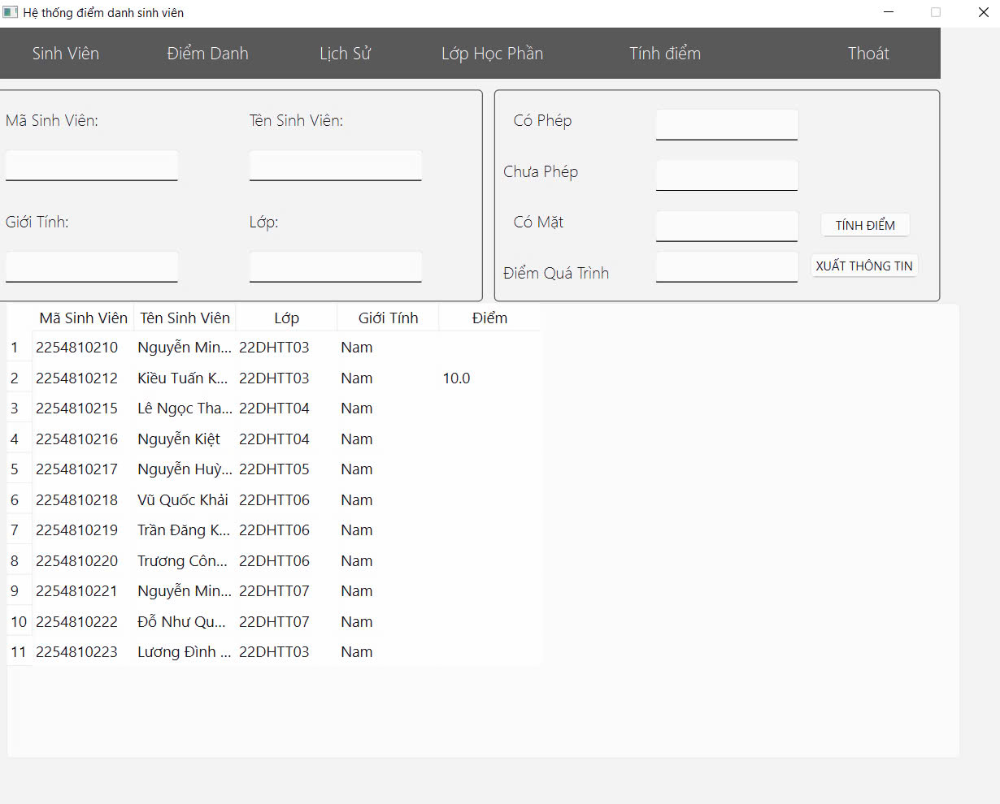 Hệ thống điểm danh sinh viên
Sinh Viên Điểm Danh Lịch Sử Lớp Học Phần Tính điểm Thoát
Mã Sinh Viên: Tên Sinh Viên:
Giới Tính: Lớp:
Có Phép
Chưa Phép
Có Mặt TÍNH ĐIỂM
Điểm Quá Trình XUẤT THÔNG TIN
Mã Sinh Viên Tên Sinh Viên Lớp Giới Tính Điểm
1 2254810210 Nguyễn Min... 22DHTT03 Nam
2 2254810212 Kiều Tuấn K... 22DHTT03 Nam 10.0
3 2254810215 Lê Ngọc Tha... 22DHTT04 Nam
4 2254810216 Nguyễn Kiệt 22DHTT04 Nam
5 2254810217 Nguyễn Huỳ... 22DHTT05 Nam
6 2254810218 Vũ Quốc Khải 22DHTT06 Nam
7 2254810219 Trần Đăng K... 22DHTT06 Nam
8 2254810220 Trương Côn... 22DHTT06 Nam
9 2254810221 Nguyễn Min... 22DHTT07 Nam
10 2254810222 Đỗ Như Qu... 22DHTT07 Nam
11 2254810223 Lương Đình ... 22DHTT03 Nam